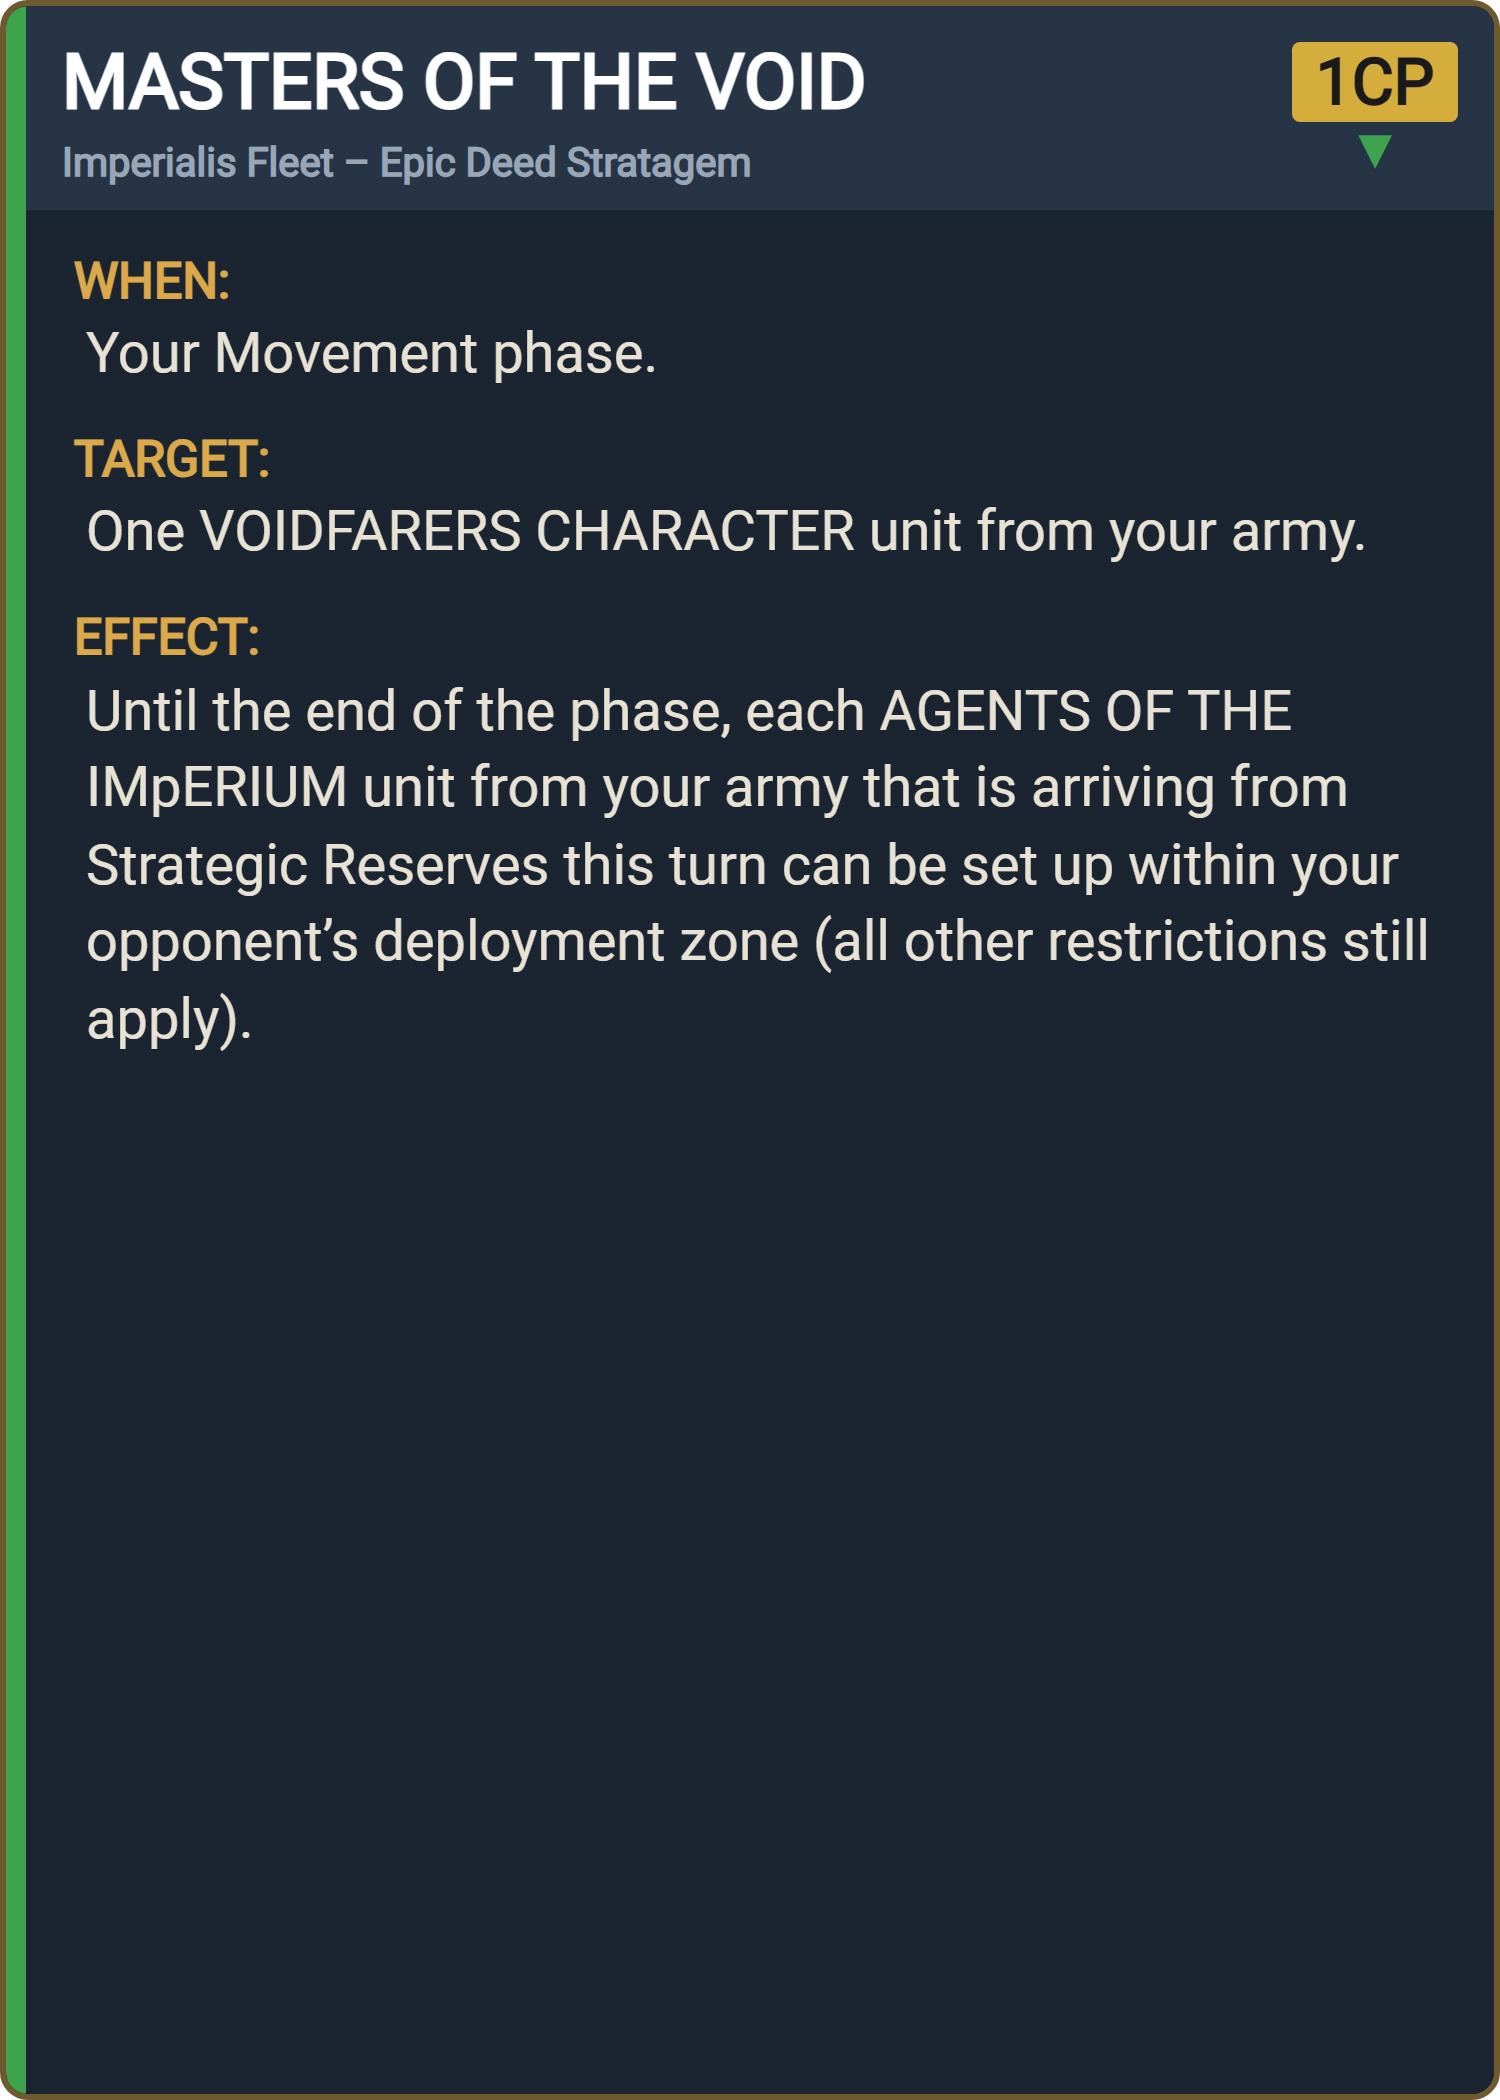 MASTERS OF THE VOID
1CP
Imperialis Fleet – Epic Deed Stratagem
WHEN:
Your Movement phase.
TARGET:
One VOIDFARERS CHARACTER unit from your army.
EFFECT:
Until the end of the phase, each AGENTS OF THE
IMpERIUM unit from your army that is arriving from
Strategic Reserves this turn can be set up within your
opponent’s deployment zone (all other restrictions still
apply).